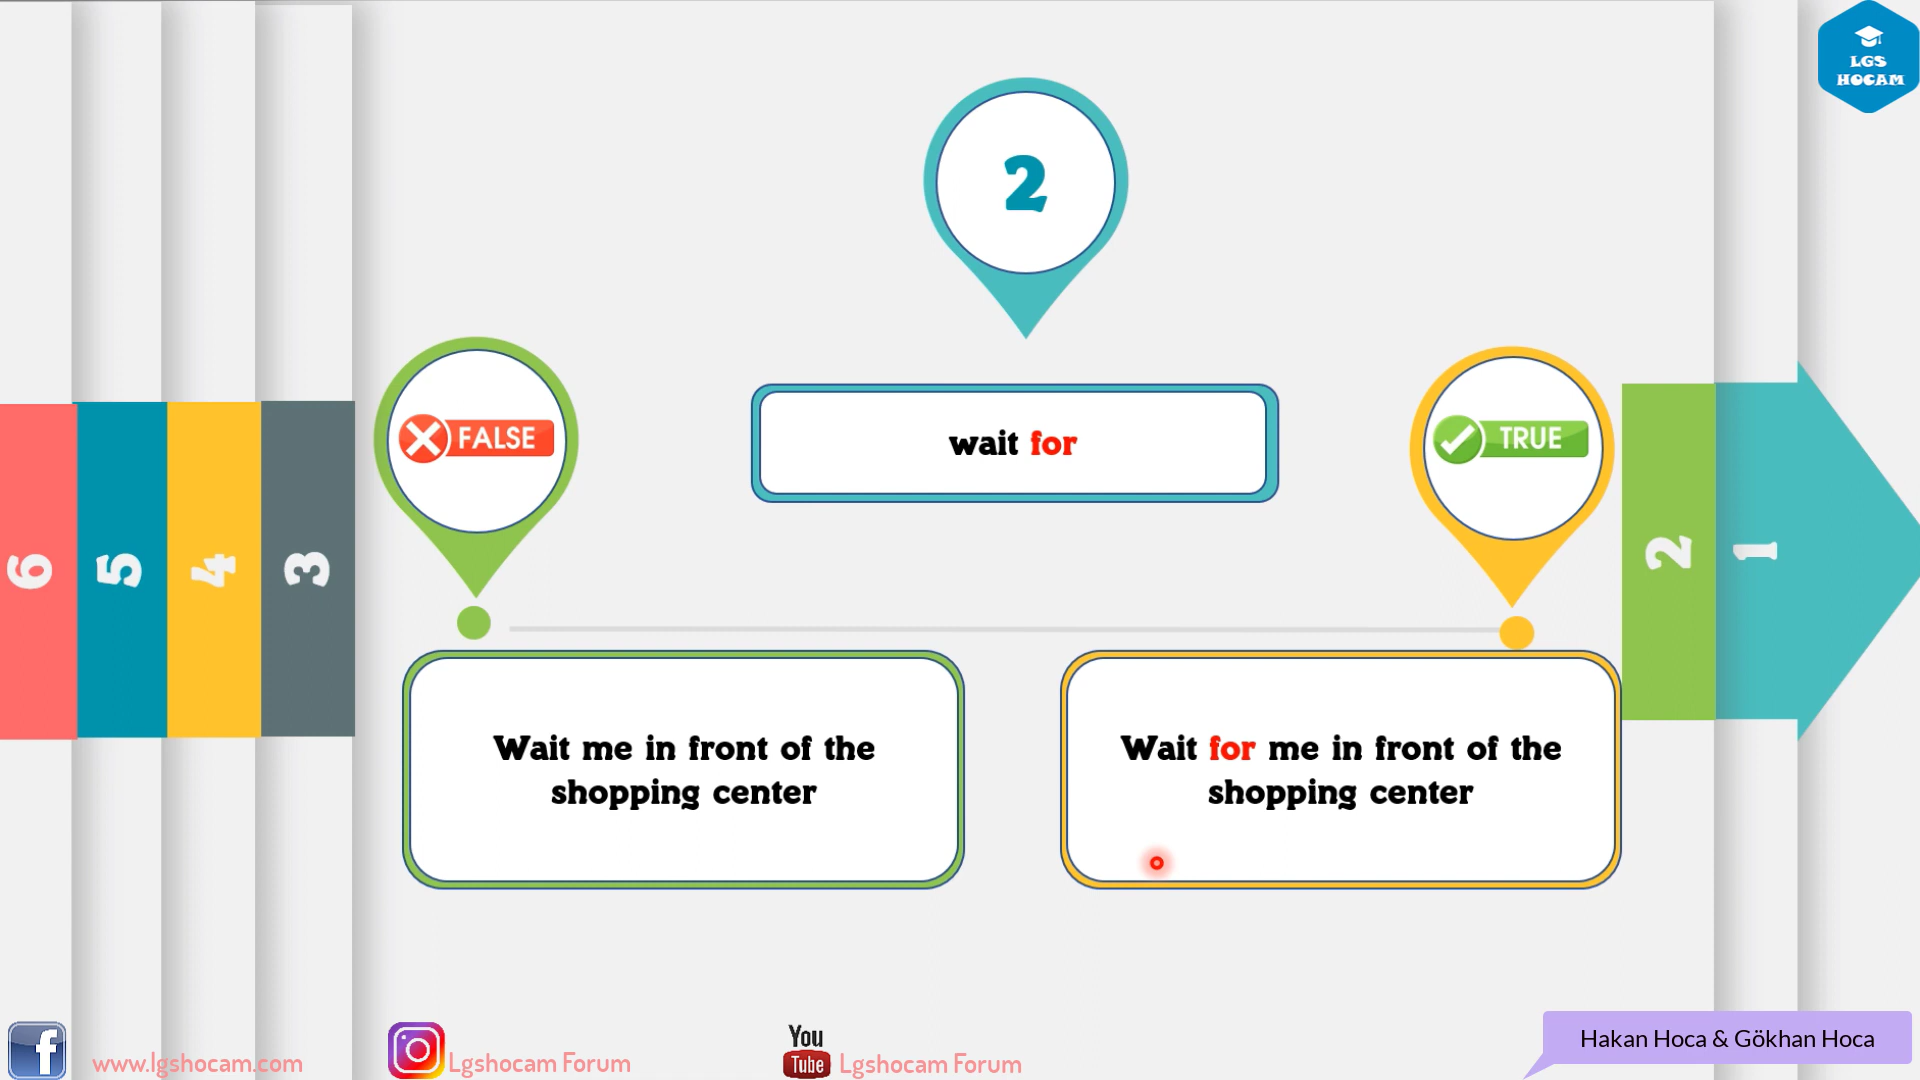 LGS
HOCAM
2
FALSE
wait for
TRUE
6
5
4
3
2
1
Wait me in front of the
shopping center
Wait for me in front of the
shopping center
f
www.lgshocam.com
Lgshocam Forum
You
Tube
Lgshocam Forum
Hakan Hoca & Gökhan Hoca